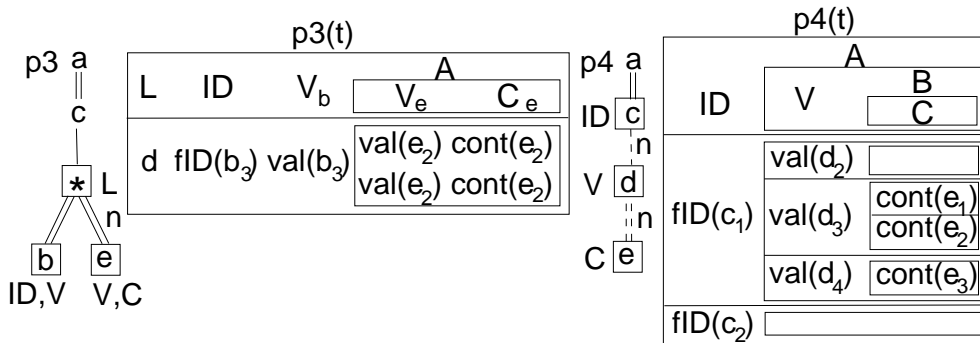 p3 a
c
* L
n
b e
ID,V V,C
p3(t)
L ID V_b A
V_e C_e
d fID(b_3) val(b_3) val(e_2) cont(e_2)
val(e_2) cont(e_2)
p4 a
ID c
n
V d
n
C e
p4(t)
A
ID V B
C
fID(c_1) val(d_2)
val(d_3) cont(e_1)
cont(e_2)
val(d_4) cont(e_3)
fID(c_2)